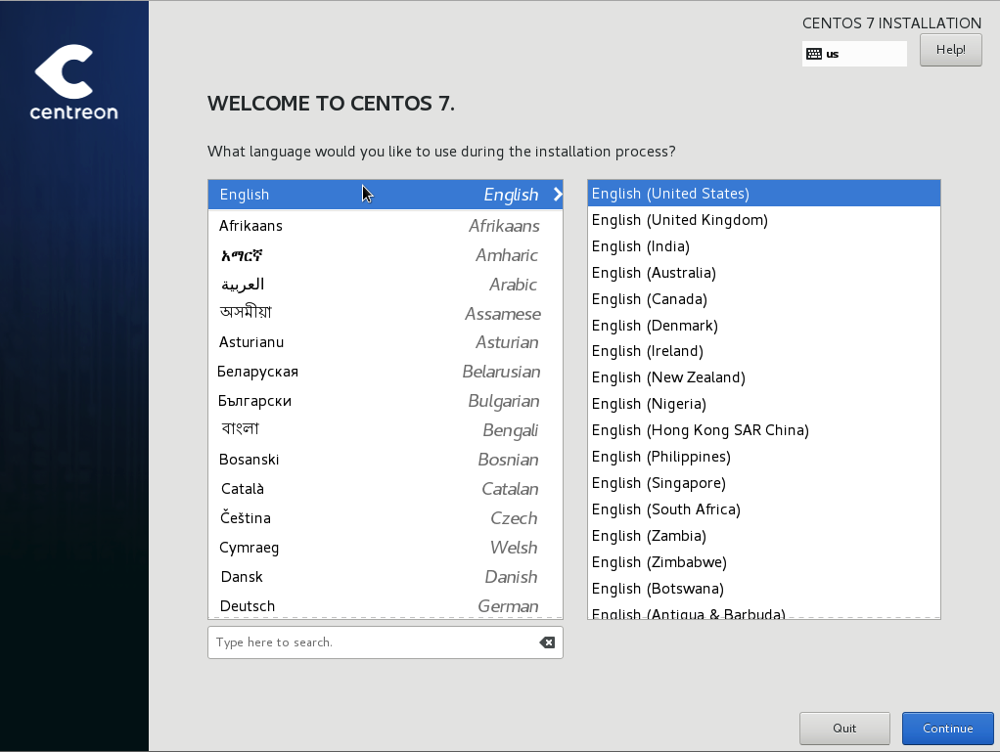 centreon
CENTOS 7 INSTALLATION
us
Help!
WELCOME TO CENTOS 7.
What language would you like to use during the installation process?
English English
Afrikaans Afrikaans
አማርኛ Amharic
العربية Arabic
অসমীয়া Assamese
Asturianu Asturian
Беларуская Belarusian
Български Bulgarian
বাংলা Bengali
Bosanski Bosnian
Català Catalan
Čeština Czech
Cymraeg Welsh
Dansk Danish
Deutsch German
Type here to search.
English (United States)
English (United Kingdom)
English (India)
English (Australia)
English (Canada)
English (Denmark)
English (Ireland)
English (New Zealand)
English (Nigeria)
English (Hong Kong SAR China)
English (Philippines)
English (Singapore)
English (South Africa)
English (Zambia)
English (Zimbabwe)
English (Botswana)
English (Antigua & Barbuda)
Quit
Continue